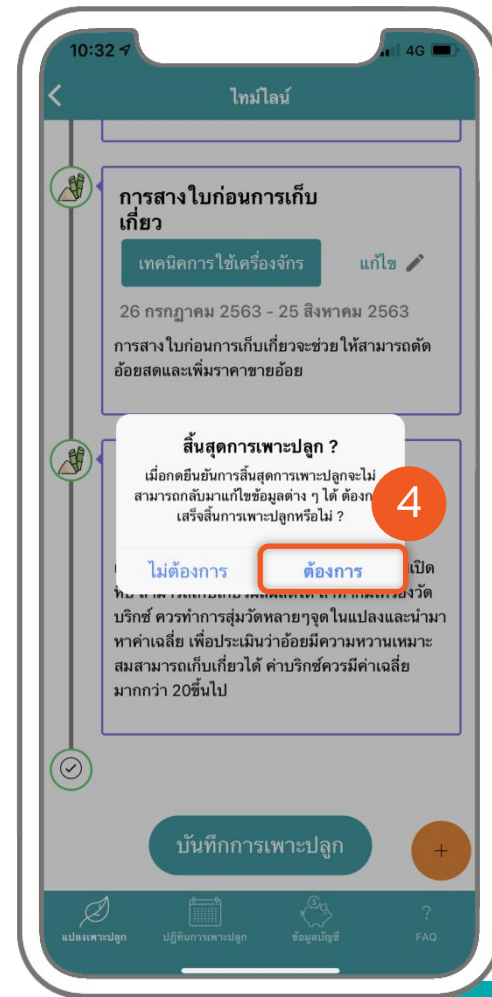 10:32
4G
ไทม์ไลน์
การสางใบก่อนการเก็บ
เกี่ยว
เทคนิคการใช้เครื่องจักร
แก้ไข
26 กรกฎาคม 2563 - 25 สิงหาคม 2563
การสางใบก่อนการเก็บเกี่ยวจะช่วยให้สามารถตัด
อ้อยสดและเพิ่มราคาขายอ้อย
สิ้นสุดการเพาะปลูก ?
เมื่อกดยืนยันการสิ้นสุดการเพาะปลูกจะไม่
สามารถกลับมาแก้ไขข้อมูลต่าง ๆ ได้
เสร็จสิ้นการเพาะปลูกหรือไม่ ?
4
ไม่ต้องการ
ต้องการ
บริกซ์ ควรทำการสุ่มวัดหลายๆจุดในแปลงและนำมา
หาค่าเฉลี่ย เพื่อประเมินว่าอ้อยมีความหวานเหมาะ
สมสามารถเก็บเกี่ยวได้ ค่าบริกซ์ควรมีค่าเฉลี่ย
มากกว่า 20ขึ้นไป
บันทึกการเพาะปลูก
+
แปลงเพาะปลูก
ปฏิทินการเพาะปลูก
ข้อมูลบัญชี
?
FAQ